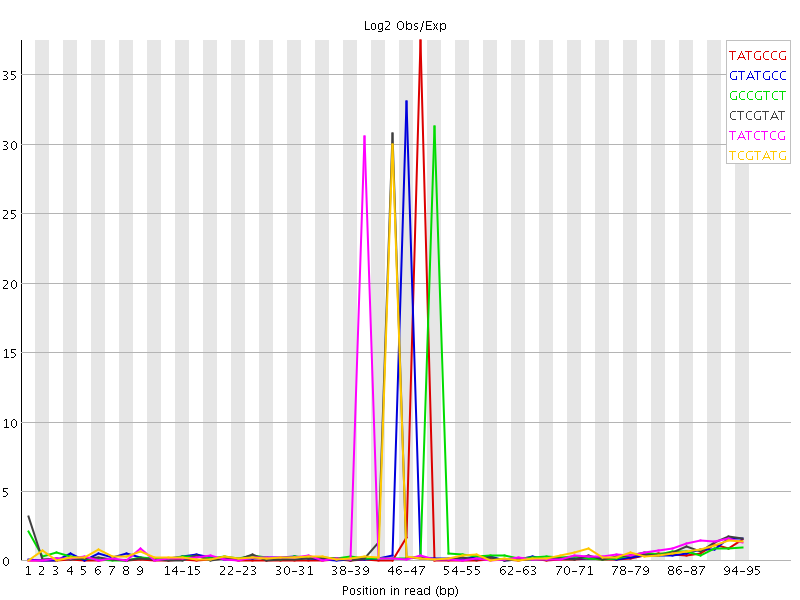 Log2 Obs/Exp
35
30
25
20
15
10
5
0
TATGCCG
GTATGCC
GCCGTCT
CTCGTAT
TATCTCG
TCGTATG
1 2 3 4 5 6 7 8 9 14-15 22-23 30-31 38-39 46-47 54-55 62-63 70-71 78-79 86-87 94-95
Position in read (bp)